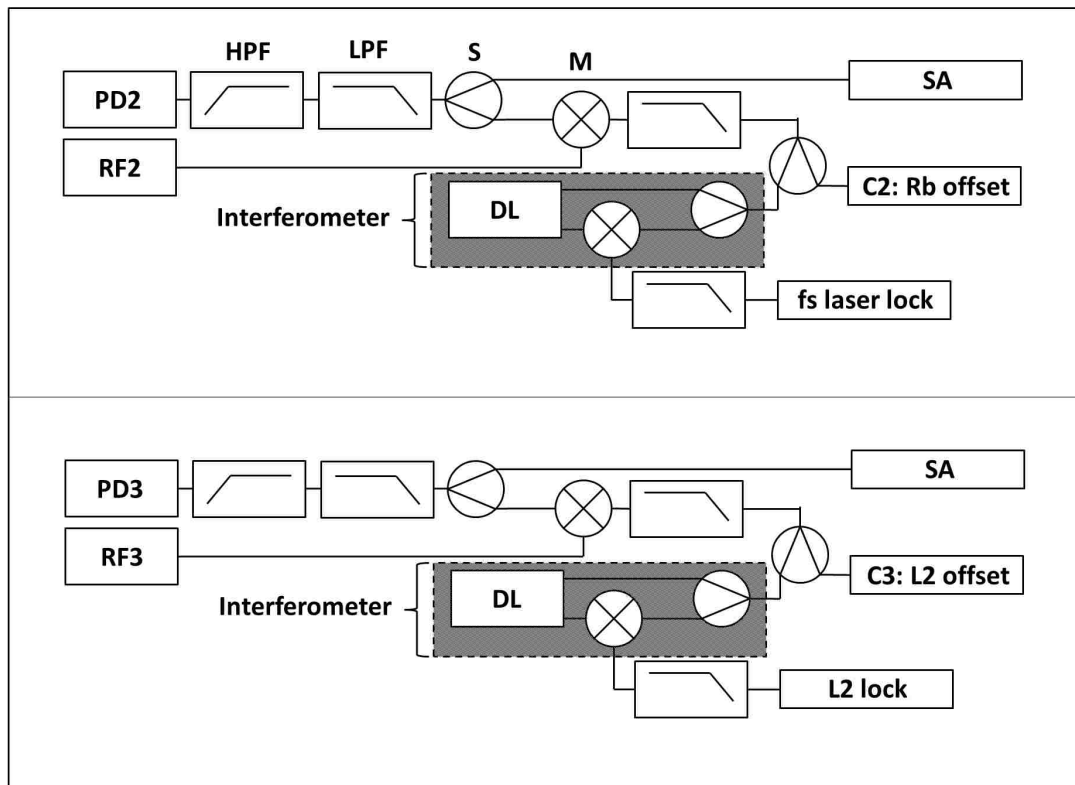 HPF LPF S M
PD2 SA
RF2 C2: Rb offset
Interferometer DL
fs laser lock
PD3 SA
RF3 C3: L2 offset
Interferometer DL
L2 lock